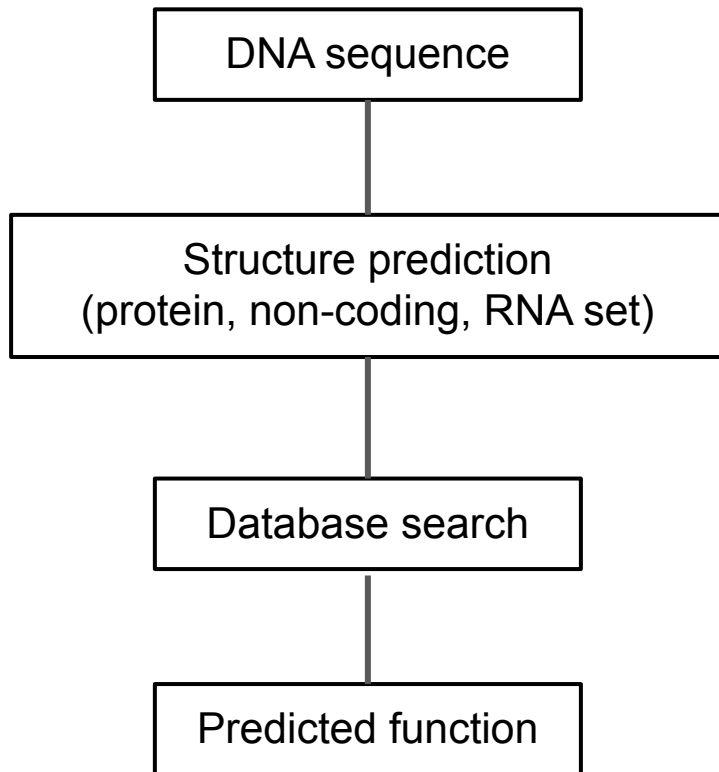 DNA sequence
Structure prediction
(protein, non-coding, RNA set)
Database search
Predicted function